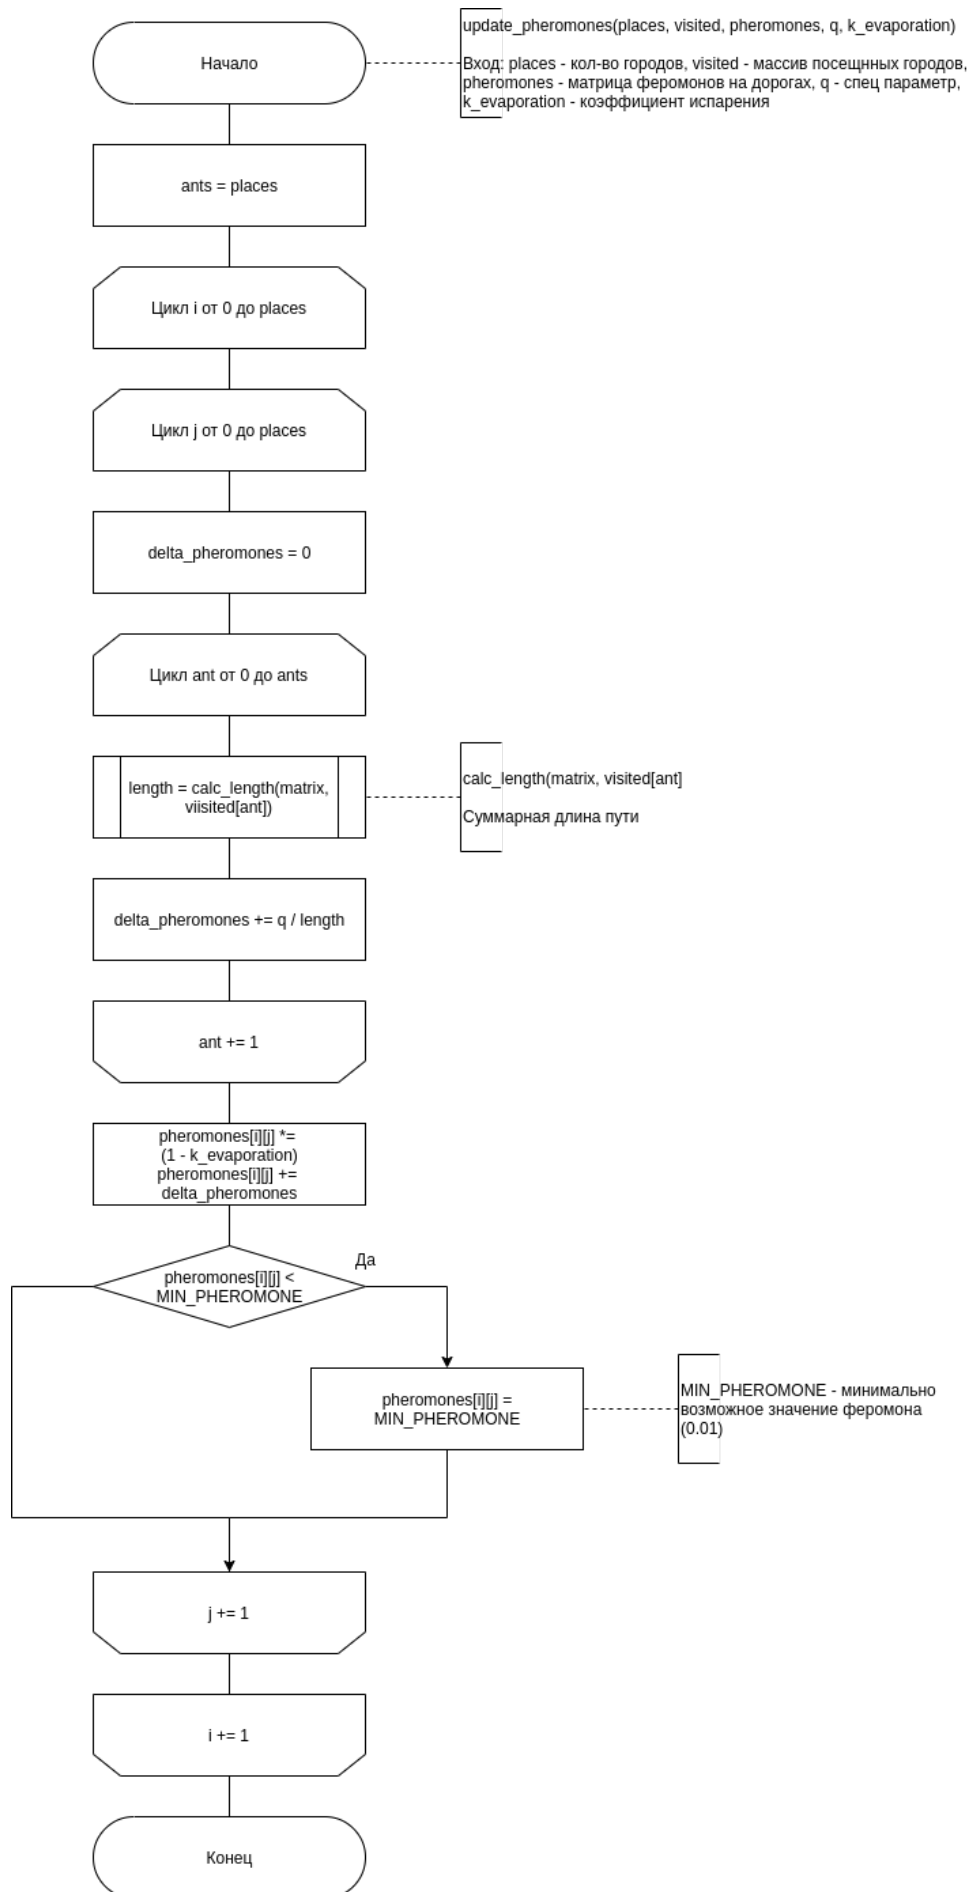 Начало
update_pheromones(places, visited, pheromones, q, k_evaporation)
Вход: places - кол-во городов, visited - массив посещнных городов,
pheromones - матрица феромонов на дорогах, q - спец параметр,
k_evaporation - коэффициент испарения
ants = places
Цикл i от 0 до places
Цикл j от 0 до places
delta_pheromones = 0
Цикл ant от 0 до ants
length = calc_length(matrix,
viisited[ant])
calc_length(matrix, visited[ant]
Суммарная длина пути
delta_pheromones += q / length
ant += 1
pheromones[i][j] *=
(1 - k_evaporation)
pheromones[i][j] +=
delta_pheromones
pheromones[i][j] <
MIN_PHEROMONE
Да
pheromones[i][j] =
MIN_PHEROMONE
MIN_PHEROMONE - минимально
возможное значение феромона
(0.01)
j += 1
i += 1
Конец